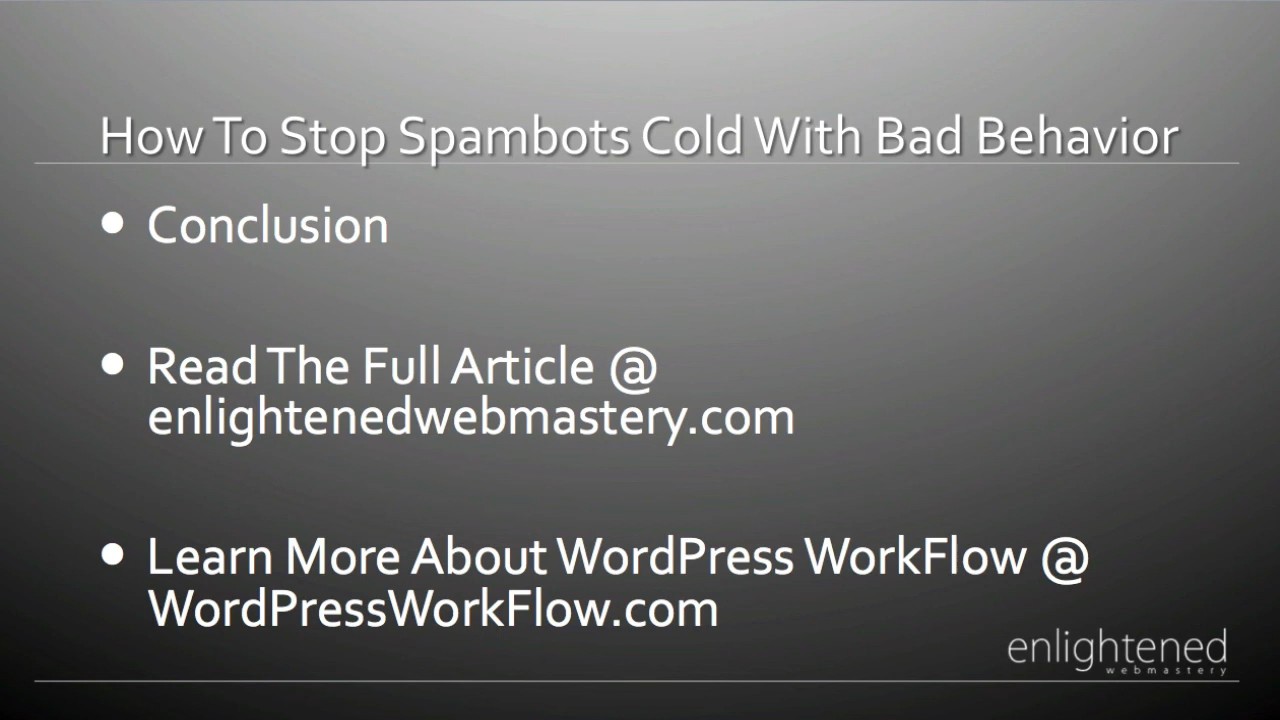 How To Stop Spambots Cold With Bad Behavior
• Conclusion
• Read The Full Article @
enlightenedwebmastery.com
• Learn More About WordPress WorkFlow @
WordPressWorkFlow.com
enlightened
webmastery